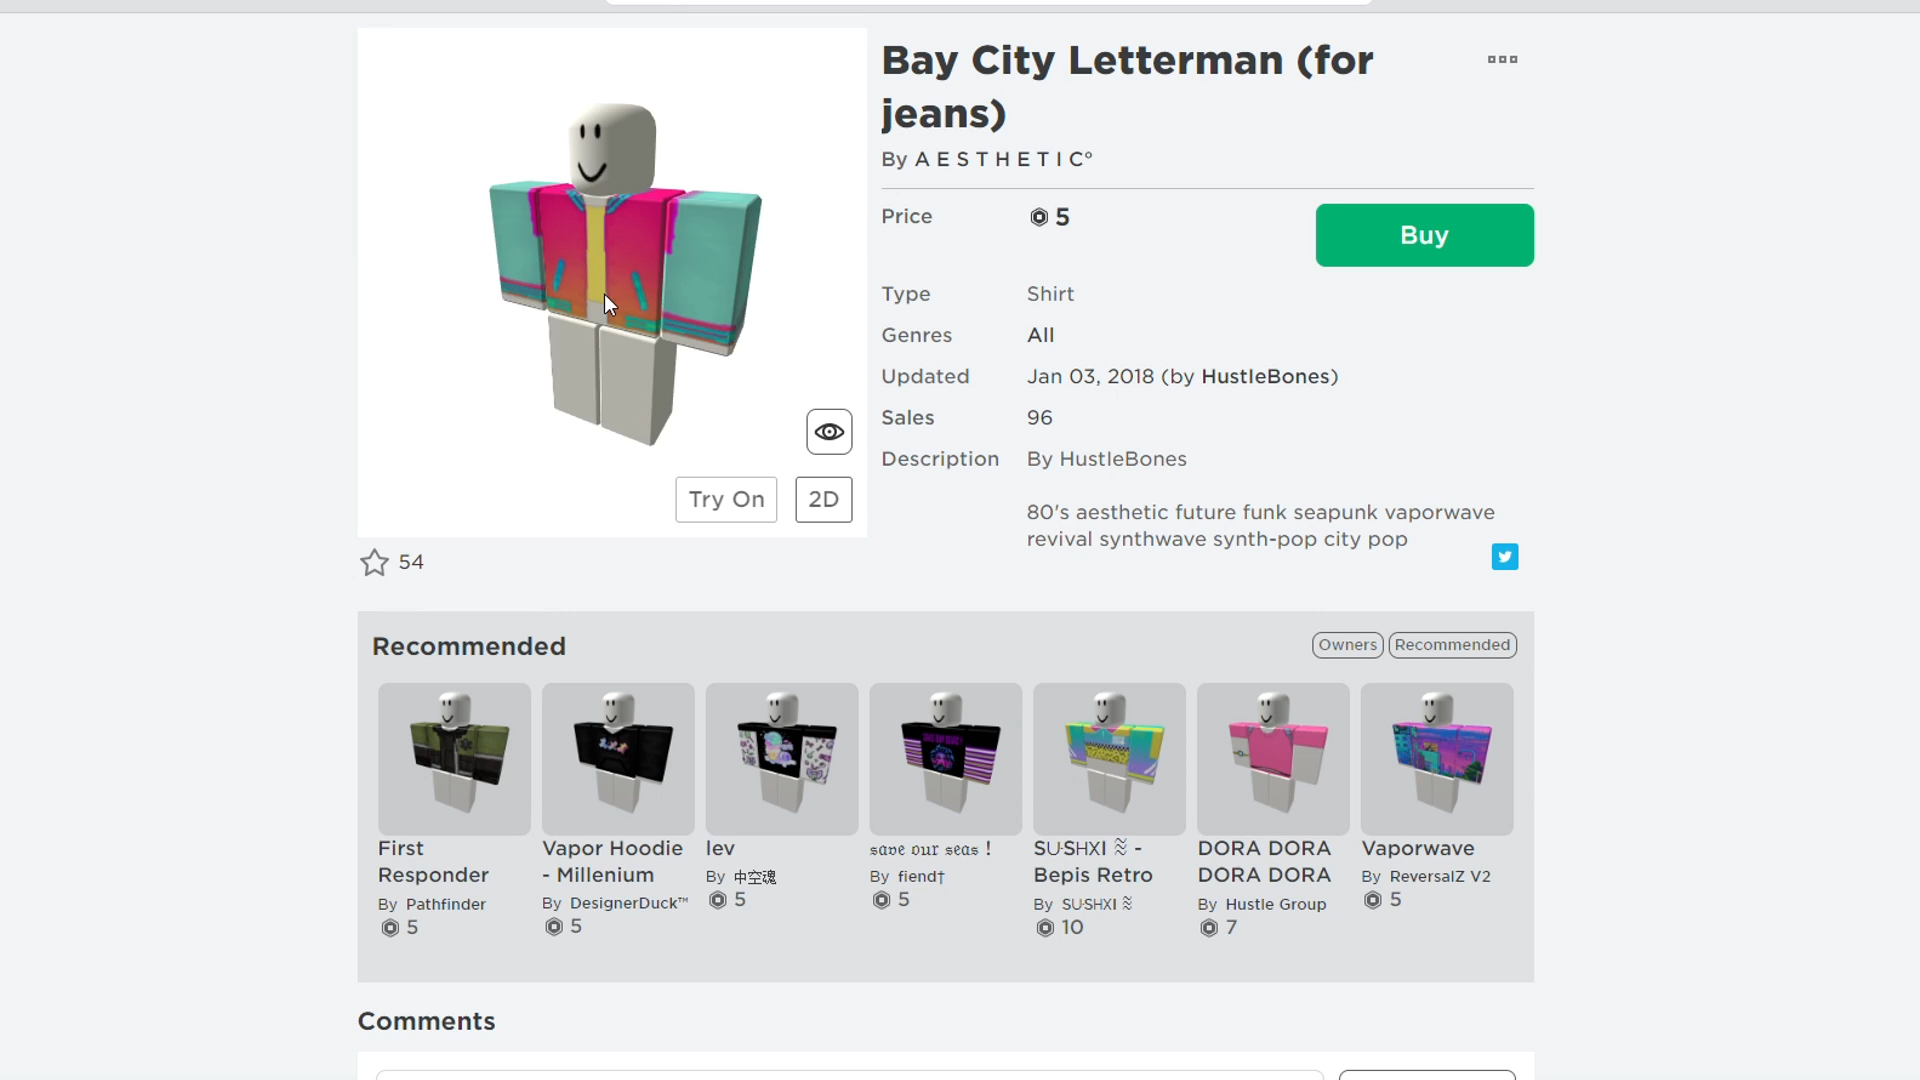 Bay City Letterman (for
jeans)
By A E S T H E T I C°
Price 5
Buy
Type Shirt
Genres All
Updated Jan 03, 2018 (by HustleBones)
Sales 96
Description By HustleBones
80's aesthetic future funk seapunk vaporwave
revival synthwave synth-pop city pop
Try On
2D
54
Recommended
Owners
Recommended
First
Responder
By Pathfinder
5
Vapor Hoodie
- Millenium
By DesignerDuck™
5
lev
By 中空魂
5
𝔰𝔞𝔳𝔢 𝔬𝔲𝔯 𝔰𝔢𝔞𝔰 !
By fiend†
5
SU·SHXI ⺀ -
Bepis Retro
By SU·SHXI
10
DORA DORA
DORA DORA
By Hustle Group
7
Vaporwave
By ReversalZ V2
5
Comments